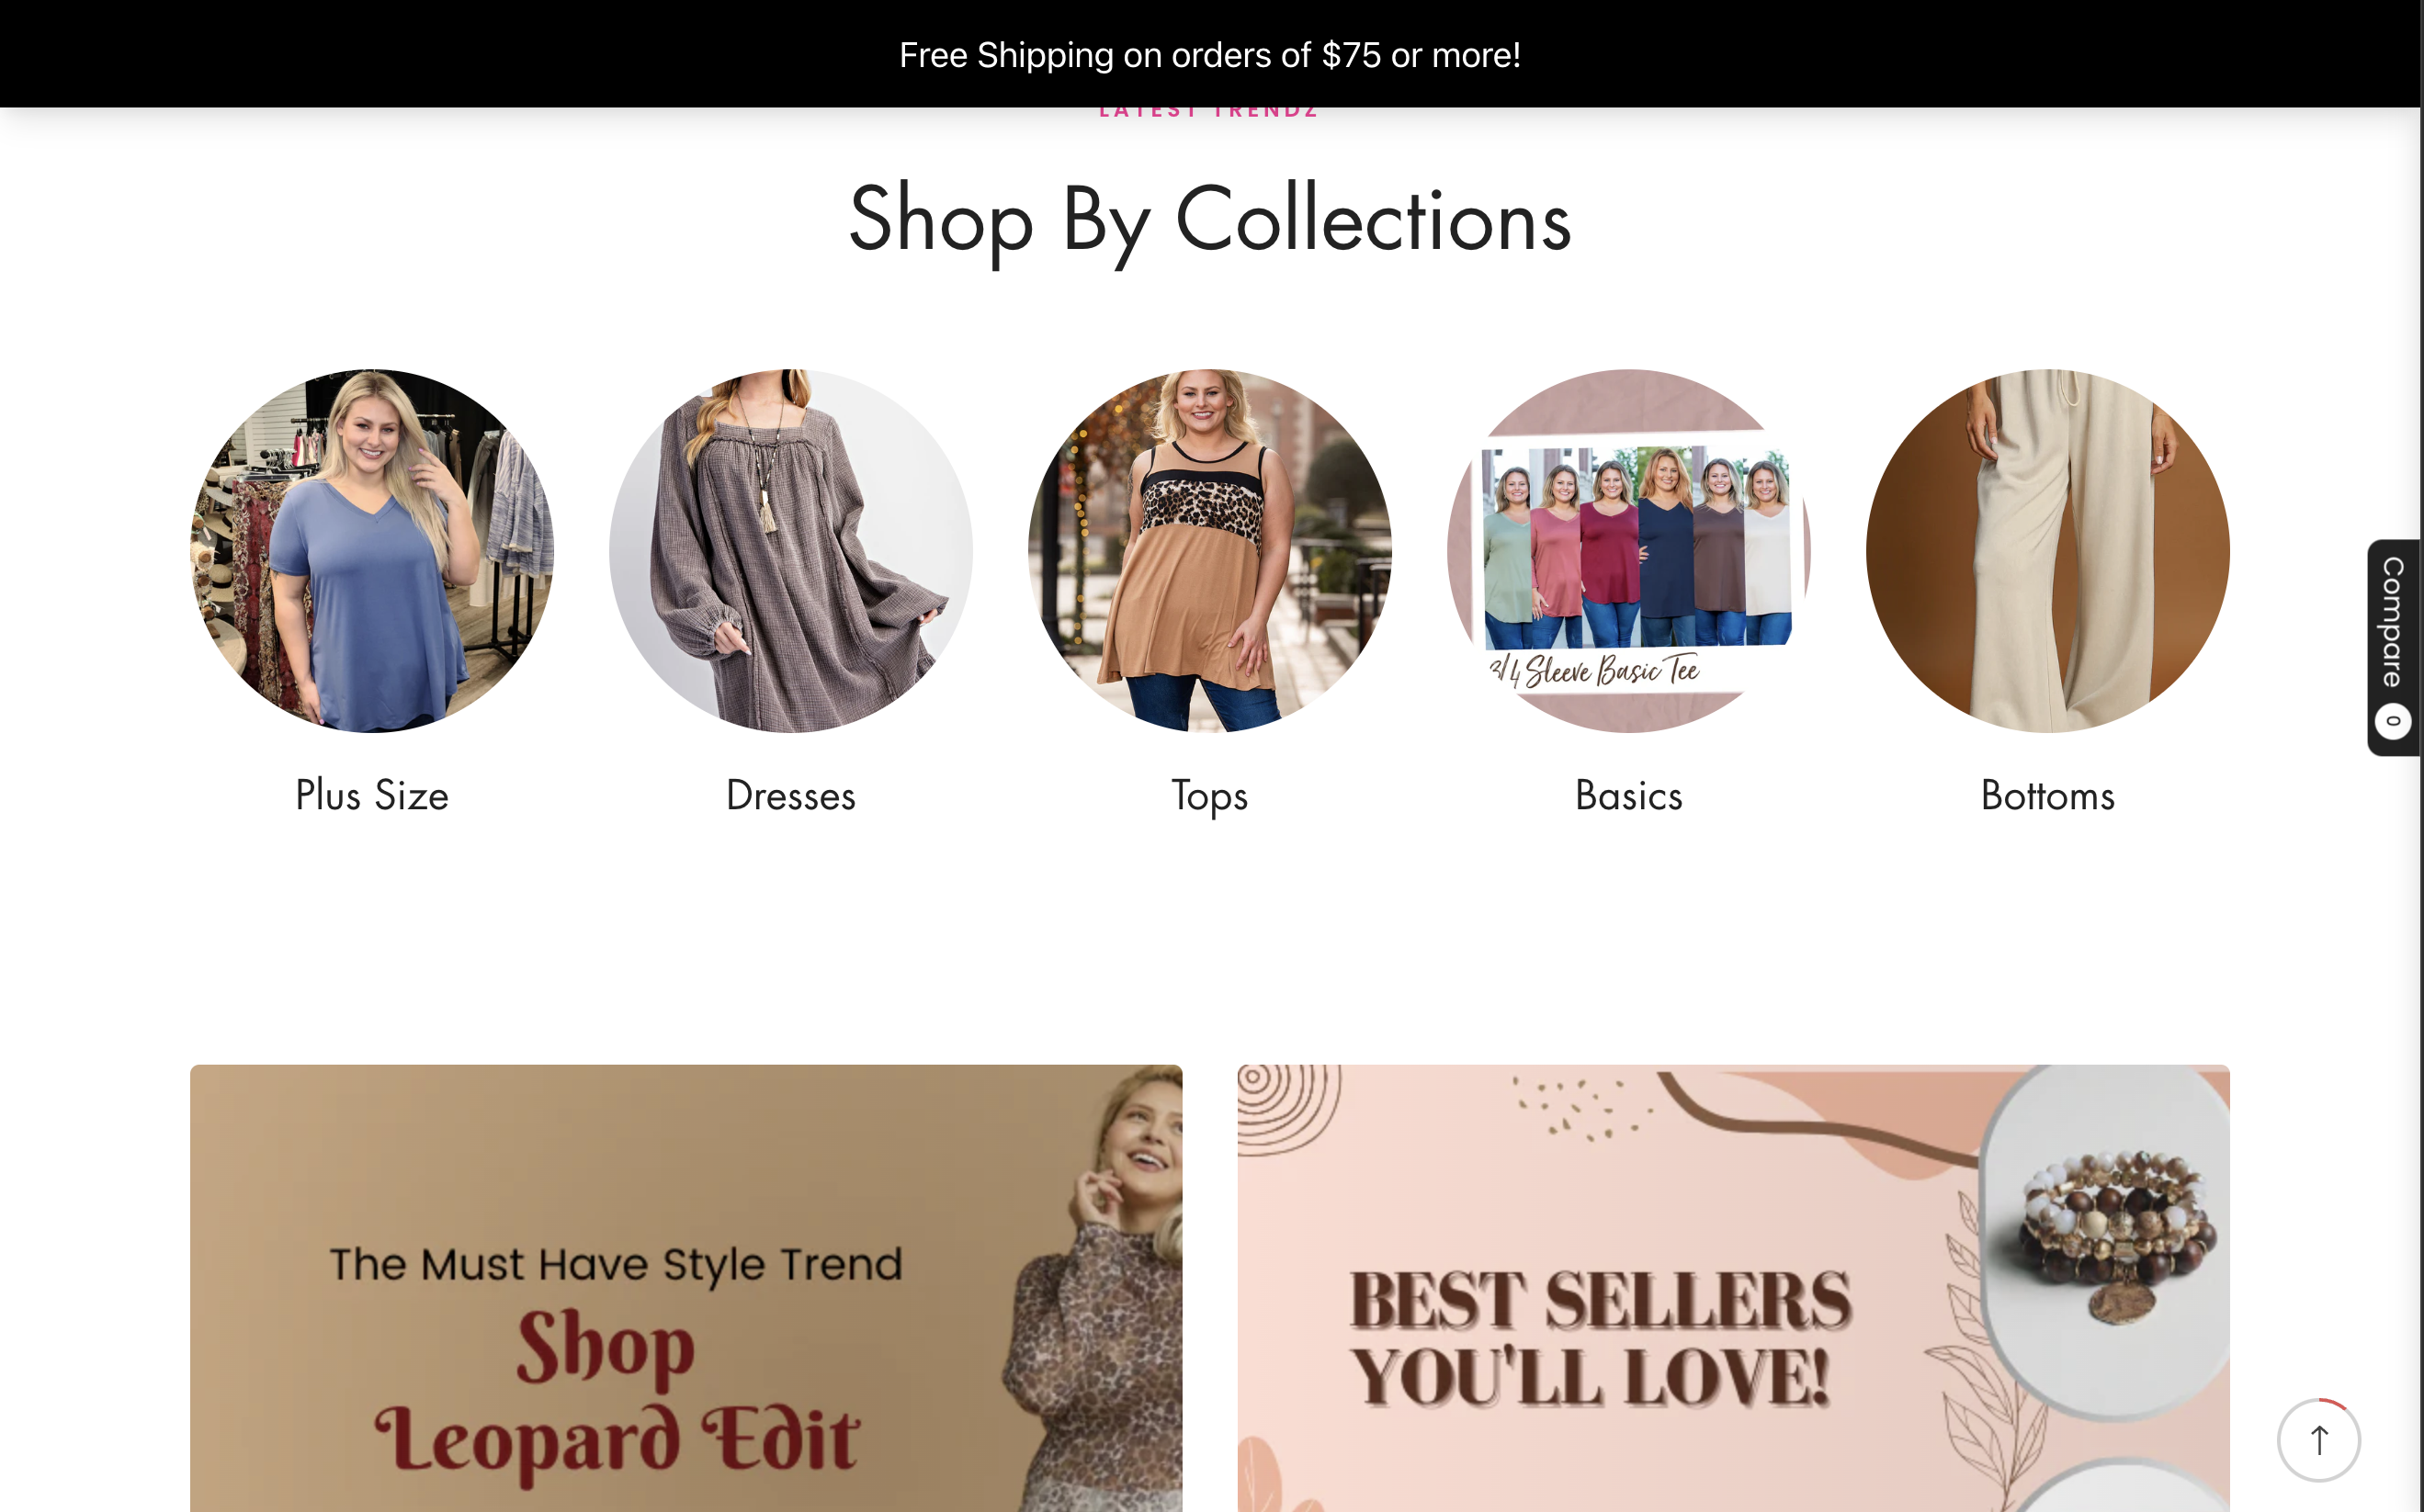 Free Shipping on orders of $75 or more!
LATEST TRENDZ
Shop By Collections
3/4 Sleeve Basic Tee
Plus Size
Dresses
Tops
Basics
Bottoms
Compare 0
The Must Have Style Trend
Shop
Leopard Edit
BEST SELLERS
YOU'LL LOVE!